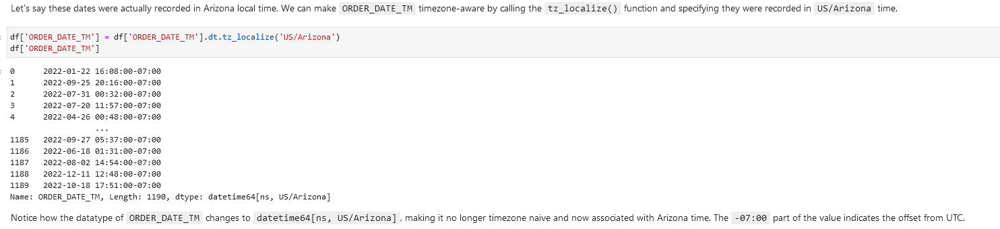 Let's say these dates were actually recorded in Arizona local time. We can make ORDER_DATE_TM timezone-aware by calling the tz_localize() function and specifying they were recorded in US/Arizona time.
df['ORDER_DATE_TM'] = df['ORDER_DATE_TM'].dt.tz_localize('US/Arizona')
df['ORDER_DATE_TM']
0      2022-01-22 16:08:00-07:00
1      2022-09-25 20:16:00-07:00
2      2022-07-31 00:32:00-07:00
3      2022-07-20 11:57:00-07:00
4      2022-04-26 00:48:00-07:00
...
1185   2022-09-27 05:37:00-07:00
1186   2022-06-18 01:31:00-07:00
1187   2022-08-02 14:54:00-07:00
1188   2022-12-11 12:48:00-07:00
1189   2022-10-18 17:51:00-07:00
Name: ORDER_DATE_TM, Length: 1190, dtype: datetime64[ns, US/Arizona]
Notice how the datatype of ORDER_DATE_TM changes to datetime64[ns, US/Arizona], making it no longer timezone naive and now associated with Arizona time. The -07:00 part of the value indicates the offset from UTC.